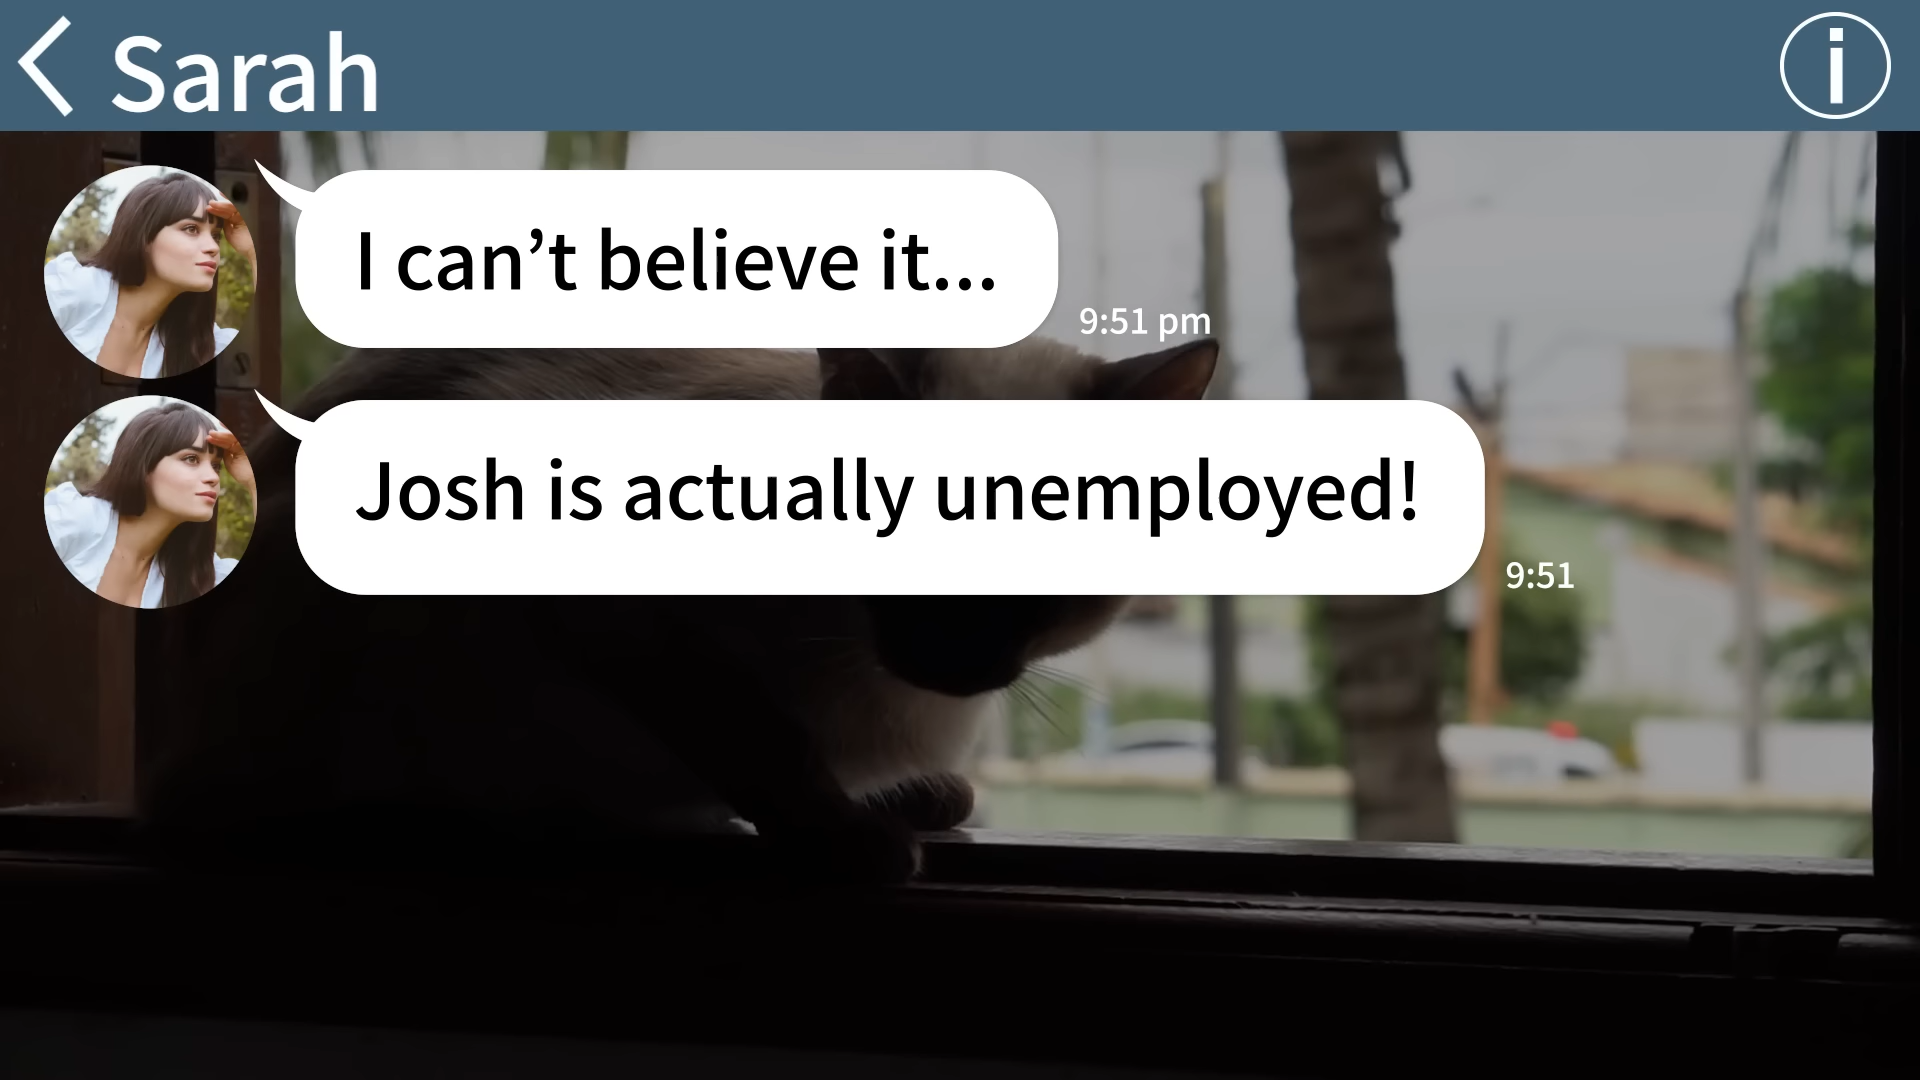 Sarah
i
I can’t believe it...
9:51 pm
Josh is actually unemployed!
9:51